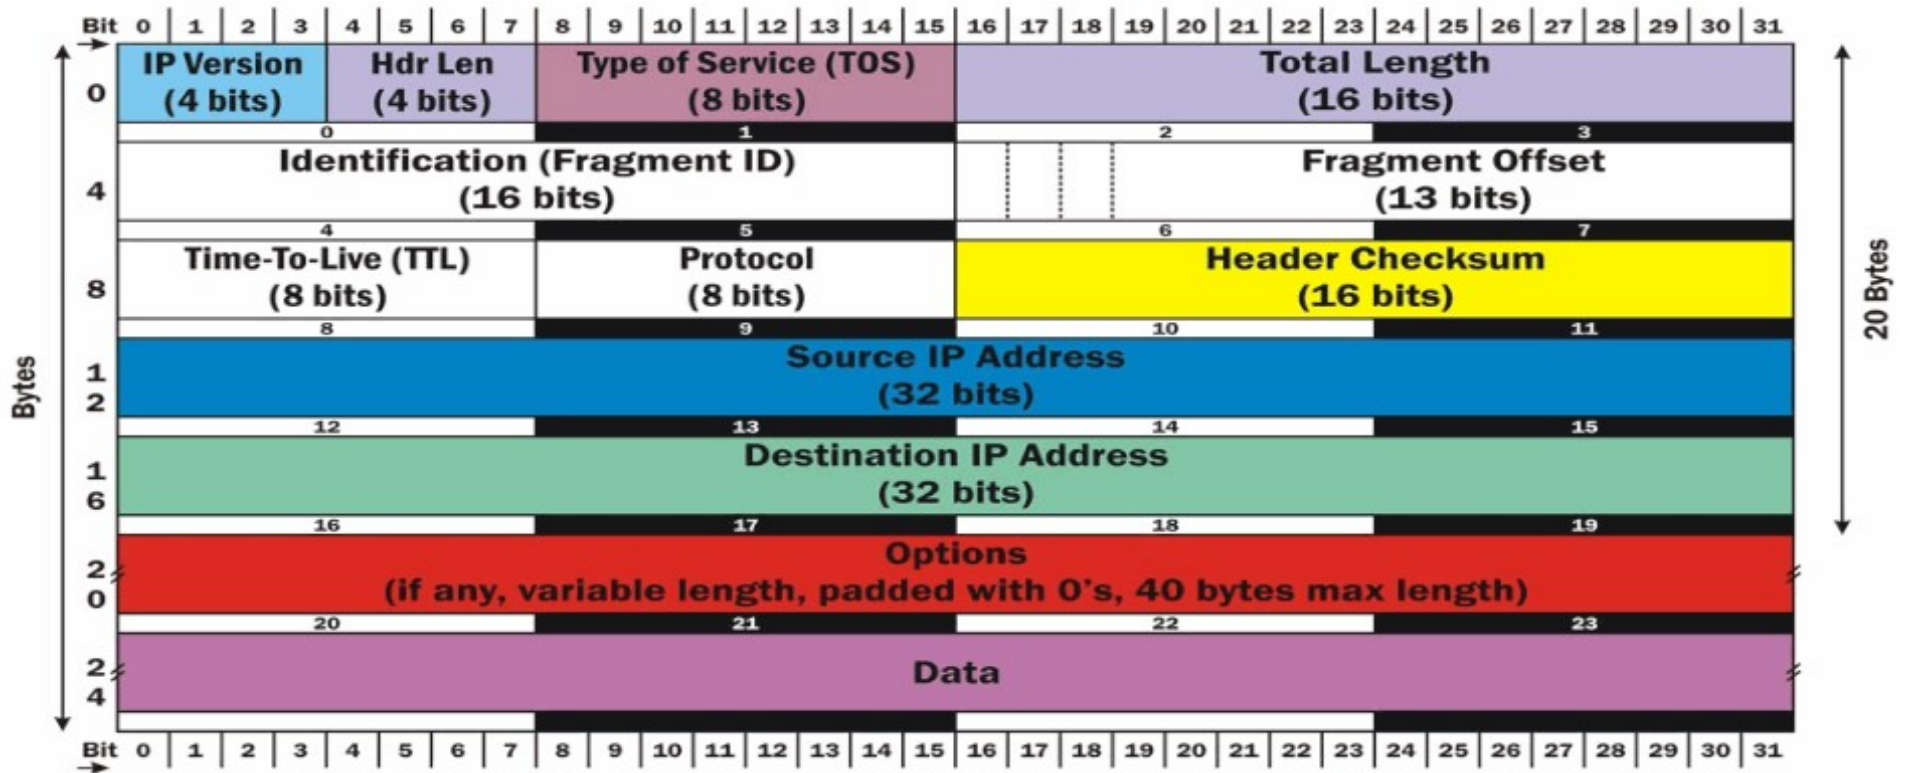 Bit 0 1 2 3 4 5 6 7 8 9 10 11 12 13 14 15 16 17 18 19 20 21 22 23 24 25 26 27 28 29 30 31
IP Version Hdr Len Type of Service (TOS) Total Length
0 (4 bits) (4 bits) (8 bits) (16 bits)
0 1 2 3
Identification (Fragment ID) Fragment Offset
4 (16 bits) (13 bits)
4 5 6 7
Time-To-Live (TTL) Protocol Header Checksum
8 (8 bits) (8 bits) (16 bits)
8 9 10 11
Source IP Address
12 (32 bits)
12 13 14 15
Destination IP Address
16 (32 bits)
16 17 18 19
Options
20 (if any, variable length, padded with 0's, 40 bytes max length)
20 21 22 23
24 Data
Bit 0 1 2 3 4 5 6 7 8 9 10 11 12 13 14 15 16 17 18 19 20 21 22 23 24 25 26 27 28 29 30 31
Bytes
20 Bytes